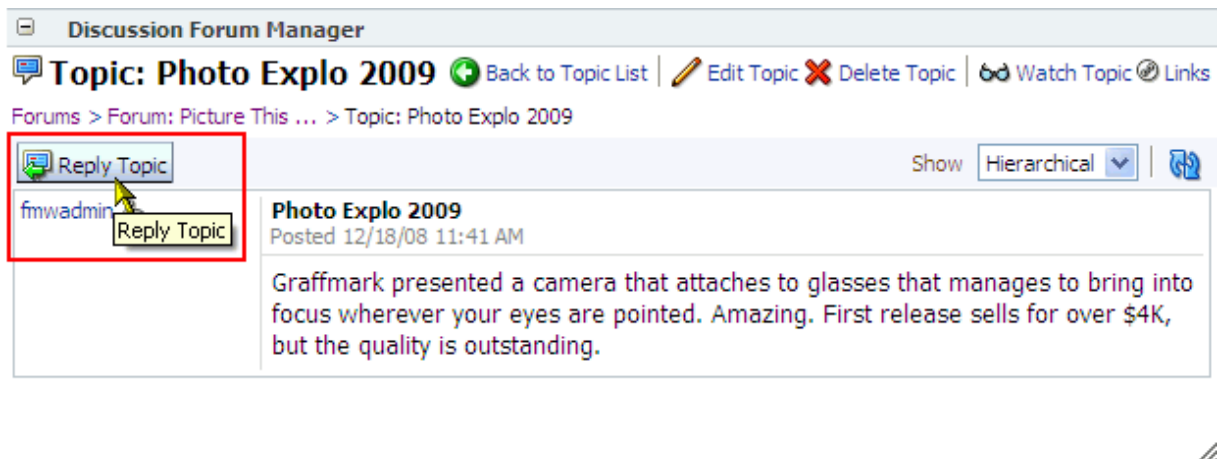 Discussion Forum Manager
Topic: Photo Explo 2009 Back to Topic List Edit Topic Delete Topic Watch Topic Links
Forums > Forum: Picture This ... > Topic: Photo Explo 2009
Reply Topic Show Hierarchical
fmwadmin Photo Explo 2009
Reply Topic Posted 12/18/08 11:41 AM
Graffmark presented a camera that attaches to glasses that manages to bring into
focus wherever your eyes are pointed. Amazing. First release sells for over $4K,
but the quality is outstanding.